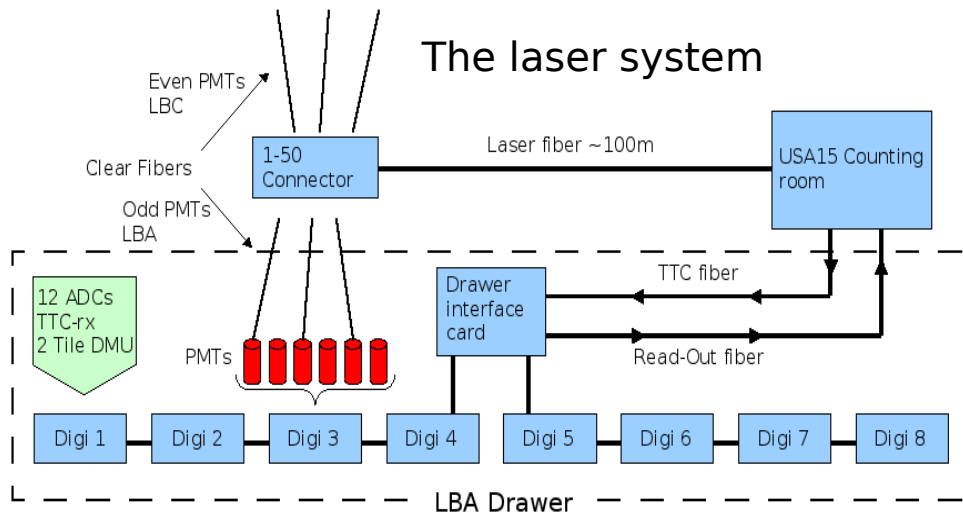 The laser system
Even PMTs
LBC
1-50
Connector
Laser fiber ~100m
USA15 Counting
room
Clear Fibers
Odd PMTs
LBA
12 ADCs
TTC-rx
2 Tile DMU
PMTs
Drawer
interface
card
TTC fiber
Read-Out fiber
Digi 1
Digi 2
Digi 3
Digi 4
Digi 5
Digi 6
Digi 7
Digi 8
LBA Drawer